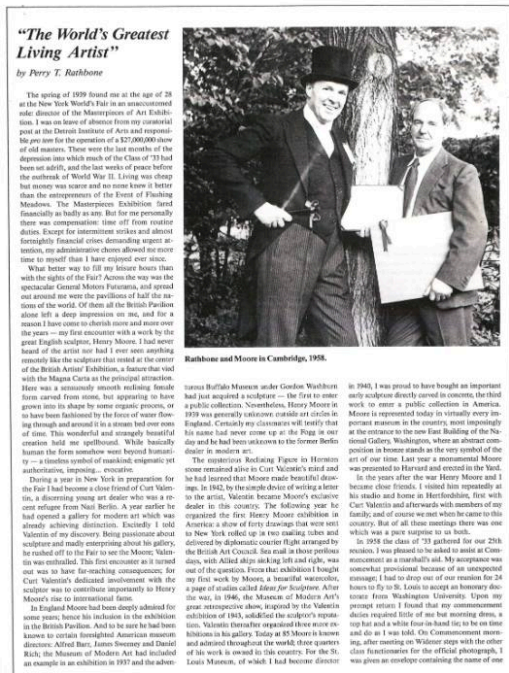 “The World’s Greatest
Living Artist”
by Perry T. Rathbone
The spring of 1939 found me at the age of 28
at the New York World’s Fair in an unaccustomed
role: director of the Masterpieces of Art Exhibi-
tion. I was on leave of absence from my curatorial
post at the Detroit Institute of Arts and responsi-
ble pro tem for the operation of a $27,000,000 show
of old masters. These were the last months of the
depression into which much of the Class of ’33 had
been set adrift, and the last weeks of peace before
the outbreak of World War II. Living was cheap
but money was scarce and no none knew it better
than the entrepreneurs of the Event of Flushing
Meadows. The Masterpieces Exhibition fared
financially as badly as any. But for me personally
there was compensation: time off from routine
duties. Except for intermittent strikes and almost
fortnightly financial crises demanding urgent at-
tention, my administrative chores allowed me more
time to myself than I have enjoyed ever since.
What better way to fill my leisure hours than
with the sights of the Fair? Across the way was the
spectacular General Motors Futurama, and spread
out around me were the pavillions of half the na-
tions of the world. Of them all the British Pavilion
alone left a deep impression on me, and for a
reason I have come to cherish more and more over
the years — my first encounter with a work by the
great English sculptor, Henry Moore. I had never
heard of the artist nor had I ever seen anything
remotely like the sculpture that rested at the center
of the British Artists’ Exhibition, a feature that vied
with the Magna Carta as the principal attraction.
Here was a sensuously smooth reclining female
form carved from stone, but appearing to have
grown into its shape by some organic process, or
to have been fashioned by the force of water flow-
ing through and around it in a stream bed over eons
of time. This wonderful and strangely beautiful
creation held me spellbound. While basically
human the form somehow went beyond humani-
ty — a timeless symbol of mankind; enigmatic yet
authoritative, imposing... evocative.
During a year in New York in preparation for
the Fair I had become a close friend of Curt Valen-
tin, a discerning young art dealer who was a re-
cent refugee from Nazi Berlin. A year earlier he
had opened a gallery for modern art which was
already achieving distinction. Excitedly I told
Valentin of my discovery. Being passionate about
sculpture and madly enterprising about his gallery,
he rushed off to the Fair to see the Moore; Valen-
tin was enthralled. This first encounter as it turned
out was to have far-reaching consequences; for
Curt Valentin’s dedicated involvement with the
sculptor was to contribute importantly to Henry
Moore’s rise to international fame.
In England Moore had been deeply admired for
some years; hence his inclusion in the exhibition
in the British Pavilion. And to be sure he had been
known to certain foresighted American museum
directors: Alfred Barr, James Sweeney and Daniel
Rich; the Museum of Modern Art had included
an example in an exhibition in 1937 and the adven-
Rathbone and Moore in Cambridge, 1958.
turous Buffalo Museum under Gordon Washburn
had just acquired a sculpture — the first to enter
a public collection. Nevertheless, Henry Moore in
1939 was generally unknown outside art circles in
England. Certainly my classmates will testify that
his name had never come up at the Fogg in our
day and he had been unknown to the former Berlin
dealer in modern art.
The mysterious Reclining Figure in Hornton
stone remained alive in Curt Valentin’s mind and
he had learned that Moore made beautiful draw-
ings. In 1942, by the simple device of writing a letter
to the artist, Valentin became Moore’s exclusive
dealer in this country. The following year he
organized the first Henry Moore exhibition in
America: a show of forty drawings that were sent
to New York rolled up in two mailing tubes and
delivered by diplomatic courier flight arranged by
the British Art Council. Sea mail in those perilous
days, with Allied ships sinking left and right, was
out of the question. From that exhibition I bought
my first work by Moore, a beautiful watercolor,
a page of studies called Ideas for Sculpture. After
the war, in 1946, the Museum of Modern Art’s
great retrospective show, inspired by the Valentin
exhibition of 1943, solidified the sculptor’s reputa-
tion. Valentin thereafter organized three more ex-
hibitions in his gallery. Today at 85 Moore is known
and admired throughout the world; three quarters
of his work is owned in this country. For the St.
Louis Museum, of which I had become director
in 1940, I was proud to have bought an important
early sculpture directly carved in concrete, the third
work to enter a public collection in America.
Moore is represented today in virtually every im-
portant museum in the country, most imposingly
at the entrance to the new East Building of the Na-
tional Gallery, Washington, where an abstract com-
position in bronze stands as the very symbol of the
art of our time. Last year a monumental Moore
was presented to Harvard and erected in the Yard.
In the years after the war Henry Moore and I
became close friends. I visited him repeatedly at
his studio and home in Hertfordshire, first with
Curt Valentin and afterwards with members of my
family; and of course we met when he came to this
country. But of all these meetings there was one
which was a pure surprise to us both.
In 1958 the class of ’33 gathered for our 25th
reunion. I was pleased to be asked to assist at Com-
mencement as a marshall’s aid. My acceptance was
somewhat provisional because of an unexpected
message; I had to drop out of our reunion for 24
hours to fly to St. Louis to accept an honorary doc-
torate from Washington University. Upon my
prompt return I found that my commencement
duties required little of me but morning dress, a
top hat and a white four-in-hand tie; to be on time
and do as I was told. On Commencement morn-
ing, after meeting on Widener steps with the other
class functionaries for the official photograph, I
was given an envelope containing the name of one